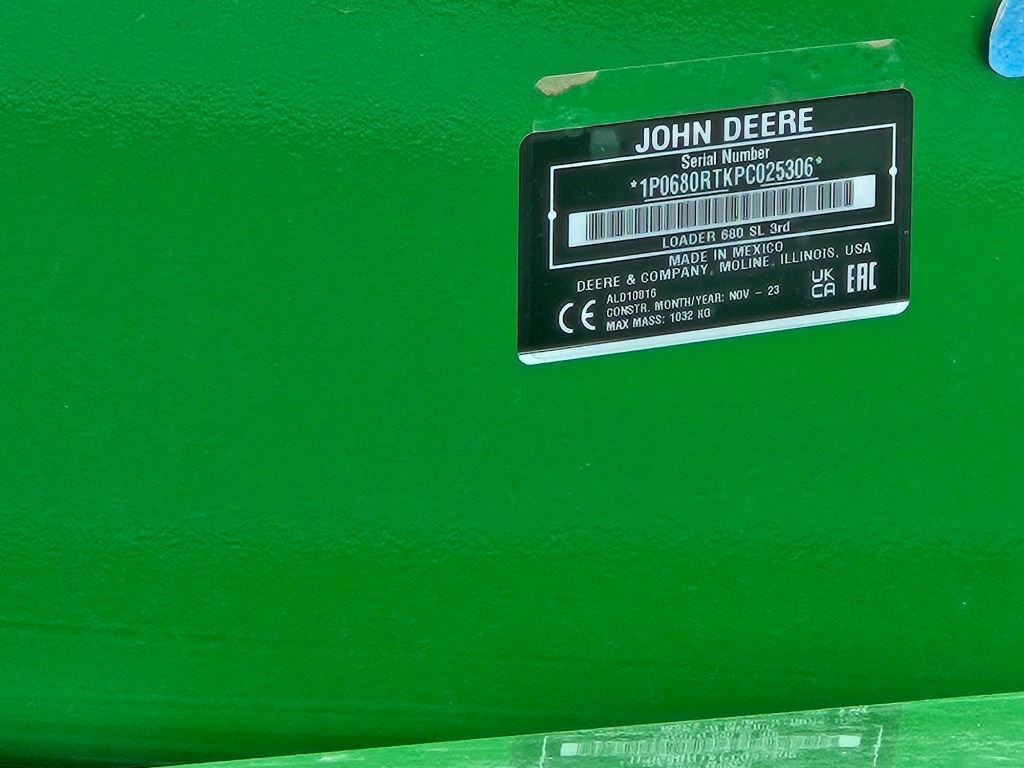 JOHN DEERE
Serial Number
*1P0680RTKPC025306*
LOADER 680 SL 3rd
MADE IN MEXICO
DEERE & COMPANY, MOLINE, ILLINOIS, USA
ALD10816
CONSTR. MONTH/YEAR: NOV - 23
MAX MASS: 1032 KG
CE
UK
CA
EAC